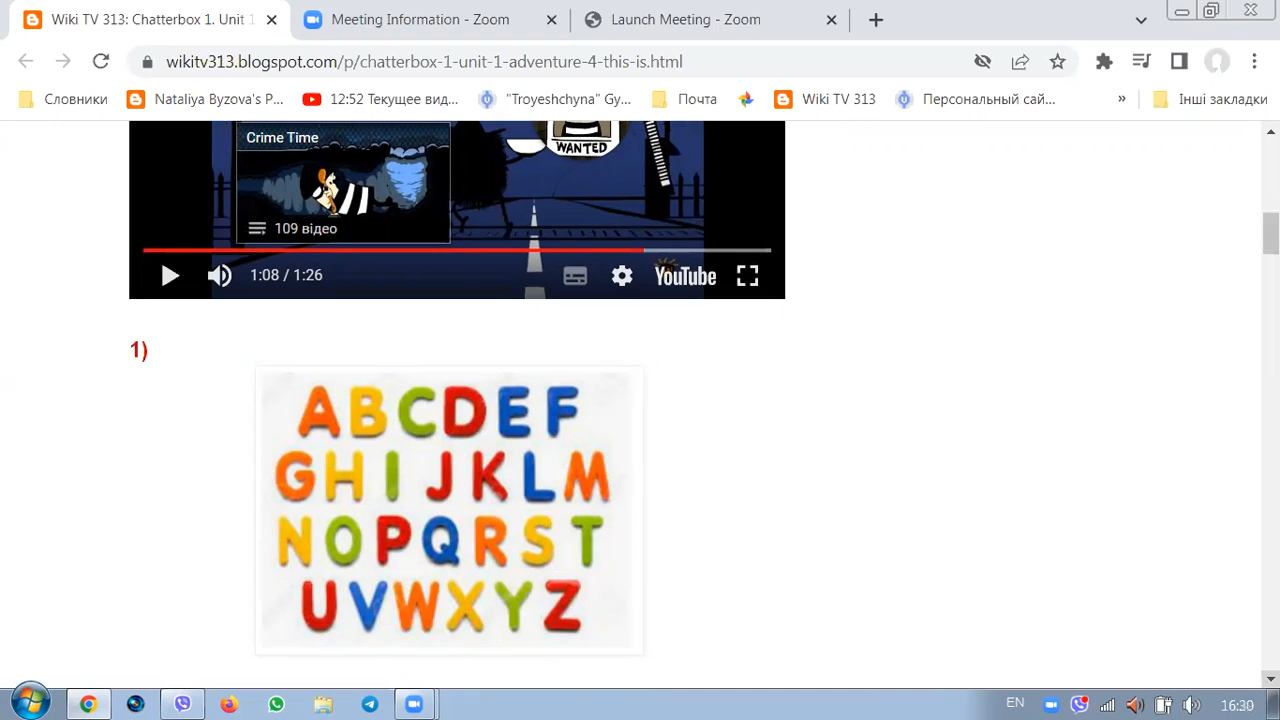 Wiki TV 313: Chatterbox 1. Unit 1
Meeting Information - Zoom
Launch Meeting - Zoom
wikitv313.blogspot.com/p/chatterbox-1-unit-1-adventure-4-this-is.html
Словники
Nataliya Byzova's P...
12:52 Текущее вид...
"Troyeshchyna" Gy...
Почта
Wiki TV 313
Персональный сай...
»
Інші закладки
Crime Time
WANTED
109 відео
1:08 / 1:26
YouTube
1)
A B C D E F
G H I J K L M
N O P Q R S T
U V W X Y Z
EN
16:30